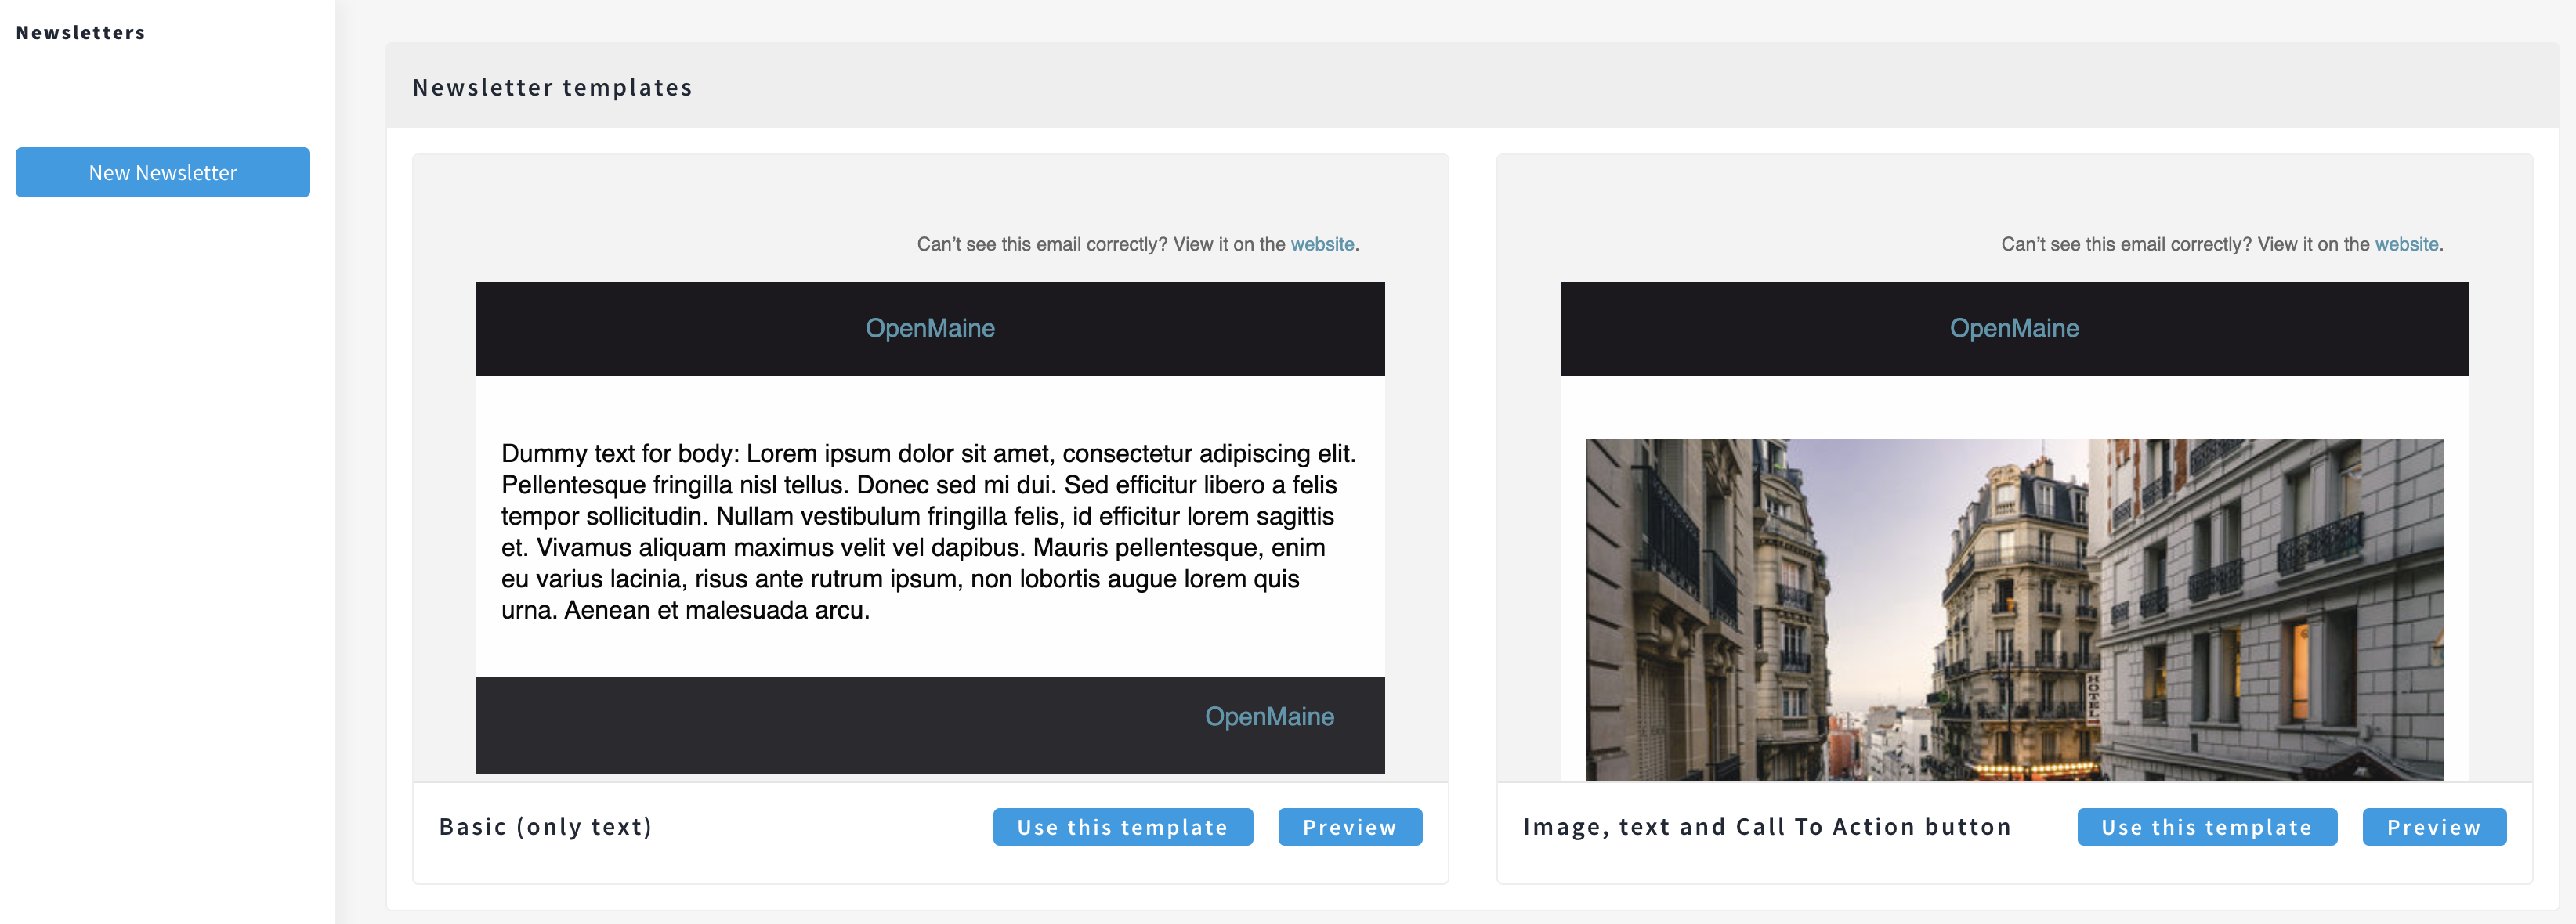 Newsletters
New Newsletter
Newsletter templates
Can't see this email correctly? View it on the website.
OpenMaine
Dummy text for body: Lorem ipsum dolor sit amet, consectetur adipiscing elit.
Pellentesque fringilla nisl tellus. Donec sed mi dui. Sed efficitur libero a felis
tempor sollicitudin. Nullam vestibulum fringilla felis, id efficitur lorem sagittis
et. Vivamus aliquam maximus velit vel dapibus. Mauris pellentesque, enim
eu varius lacinia, risus ante rutrum ipsum, non lobortis augue lorem quis
urna. Aenean et malesuada arcu.
OpenMaine
Basic (only text)
Use this template
Preview
Can't see this email correctly? View it on the website.
OpenMaine
HOTEL
Image, text and Call To Action button
Use this template
Preview